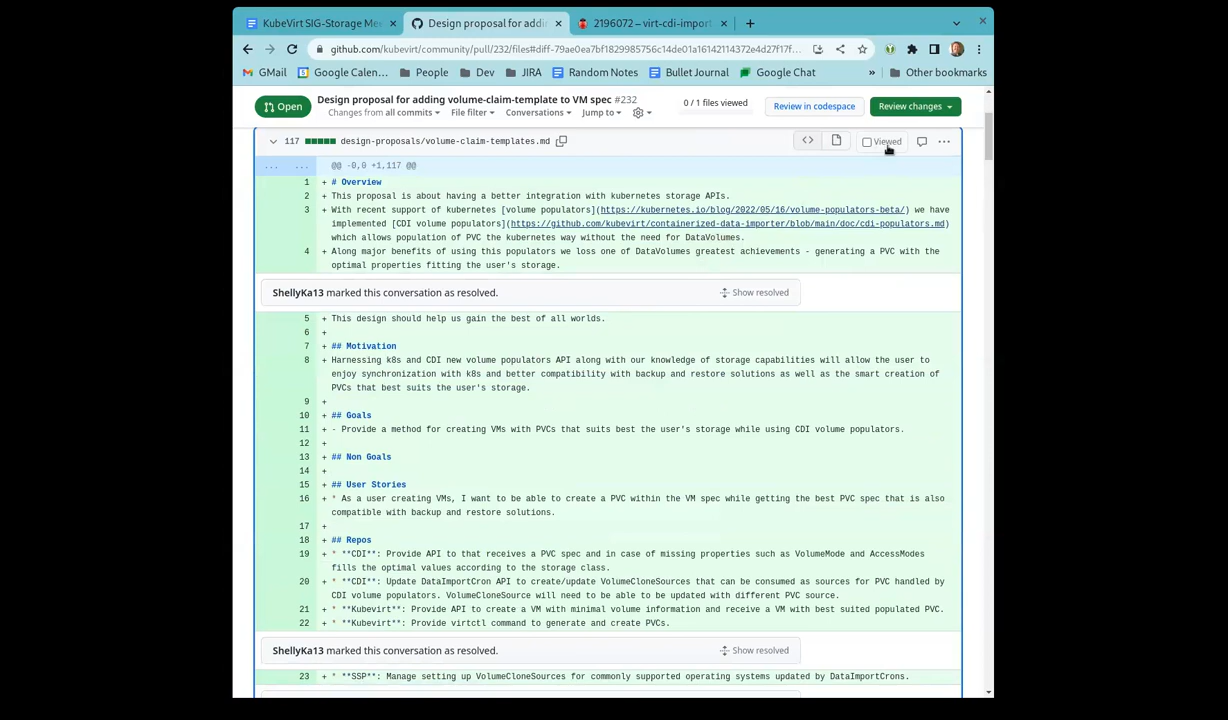 KubeVirt SIG-Storage Me
Design proposal for addi
2196072 – virt-cdi-import
github.com/kubevirt/community/pull/232/files#diff-79ae0ea7bf1829985756c14de01a16142114372e4d27f17f...
GMail
Google Calen...
People
Dev
JIRA
Random Notes
Bullet Journal
Google Chat
»
Other bookmarks
Open
Design proposal for adding volume-claim-template to VM spec #232
Changes from all commits
File filter
Conversations
Jump to
0 / 1 files viewed
Review in codespace
Review changes
117 design-proposals/volume-claim-templates.md
Viewed
... ... @@ -0,0 +1,117 @@
1 + # Overview
2 + This proposal is about having a better integration with kubernetes storage APIs.
3 + With recent support of kubernetes [volume populators](https://kubernetes.io/blog/2022/05/16/volume-populators-beta/) we have
implemented [CDI volume populators](https://github.com/kubevirt/containerized-data-importer/blob/main/doc/cdi-populators.md)
which allows population of PVC the kubernetes way without the need for DataVolumes.
4 + Along major benefits of using this populators we loss one of DataVolumes greatest achievements - generating a PVC with the
optimal properties fitting the user's storage.
ShellyKa13 marked this conversation as resolved.
Show resolved
5 + This design should help us gain the best of all worlds.
6 +
7 + ## Motivation
8 + Harnessing k8s and CDI new volume populators API along with our knowledge of storage capabilities will allow the user to
enjoy synchronization with k8s and better compatibility with backup and restore solutions as well as the smart creation of
PVCs that best suits the user's storage.
9 +
10 + ## Goals
11 + - Provide a method for creating VMs with PVCs that suits best the user's storage while using CDI volume populators.
12 +
13 + ## Non Goals
14 +
15 + ## User Stories
16 + * As a user creating VMs, I want to be able to create a PVC within the VM spec while getting the best PVC spec that is also
compatible with backup and restore solutions.
17 +
18 + ## Repos
19 + * **CDI**: Provide API to that receives a PVC spec and in case of missing properties such as VolumeMode and AccessModes
fills the optimal values according to the storage class.
20 + * **CDI**: Update DataImportCron API to create/update VolumeCloneSources that can be consumed as sources for PVC handled by
CDI volume populators. VolumeCloneSource will need to be able to be updated with different PVC source.
21 + * **Kubevirt**: Provide API to create a VM with minimal volume information and receive a VM with best suited populated PVC.
22 + * **Kubevirt**: Provide virtctl command to generate and create PVCs.
ShellyKa13 marked this conversation as resolved.
Show resolved
23 + * **SSP**: Manage setting up VolumeCloneSources for commonly supported operating systems updated by DataImportCrons.